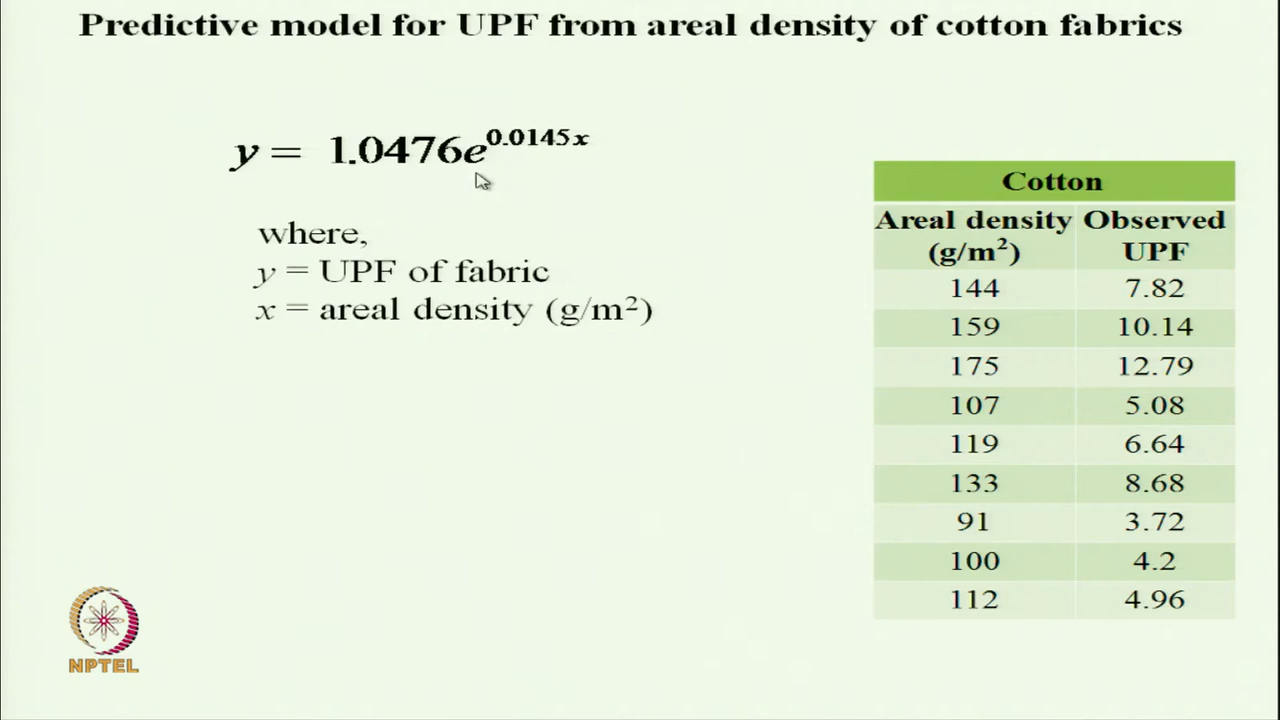 Predictive model for UPF from areal density of cotton fabrics
y = 1.0476e^0.0145x
where,
y = UPF of fabric
x = areal density (g/m²)
Cotton
Areal density (g/m²) Observed UPF
144 7.82
159 10.14
175 12.79
107 5.08
119 6.64
133 8.68
91 3.72
100 4.2
112 4.96
NPTEL